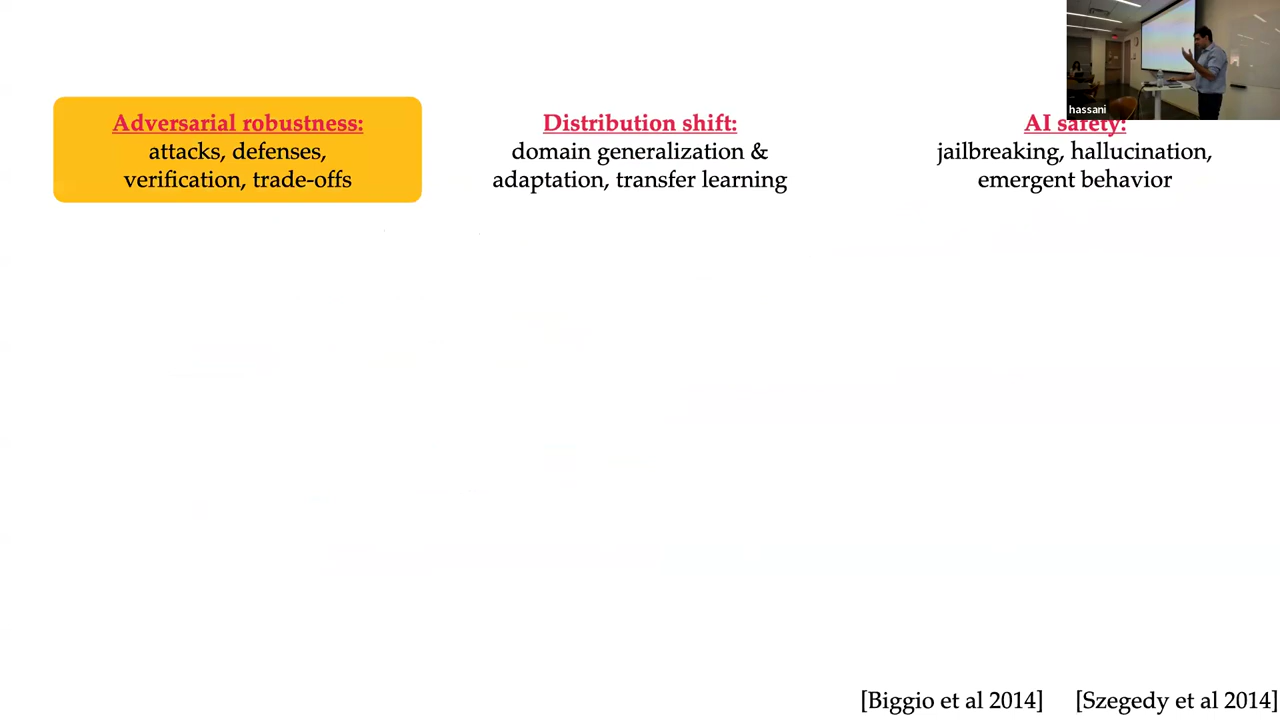 Adversarial robustness:
attacks, defenses,
verification, trade-offs
Distribution shift:
domain generalization &
adaptation, transfer learning
AI safety:
jailbreaking, hallucination,
emergent behavior
hassani
[Biggio et al 2014] [Szegedy et al 2014]